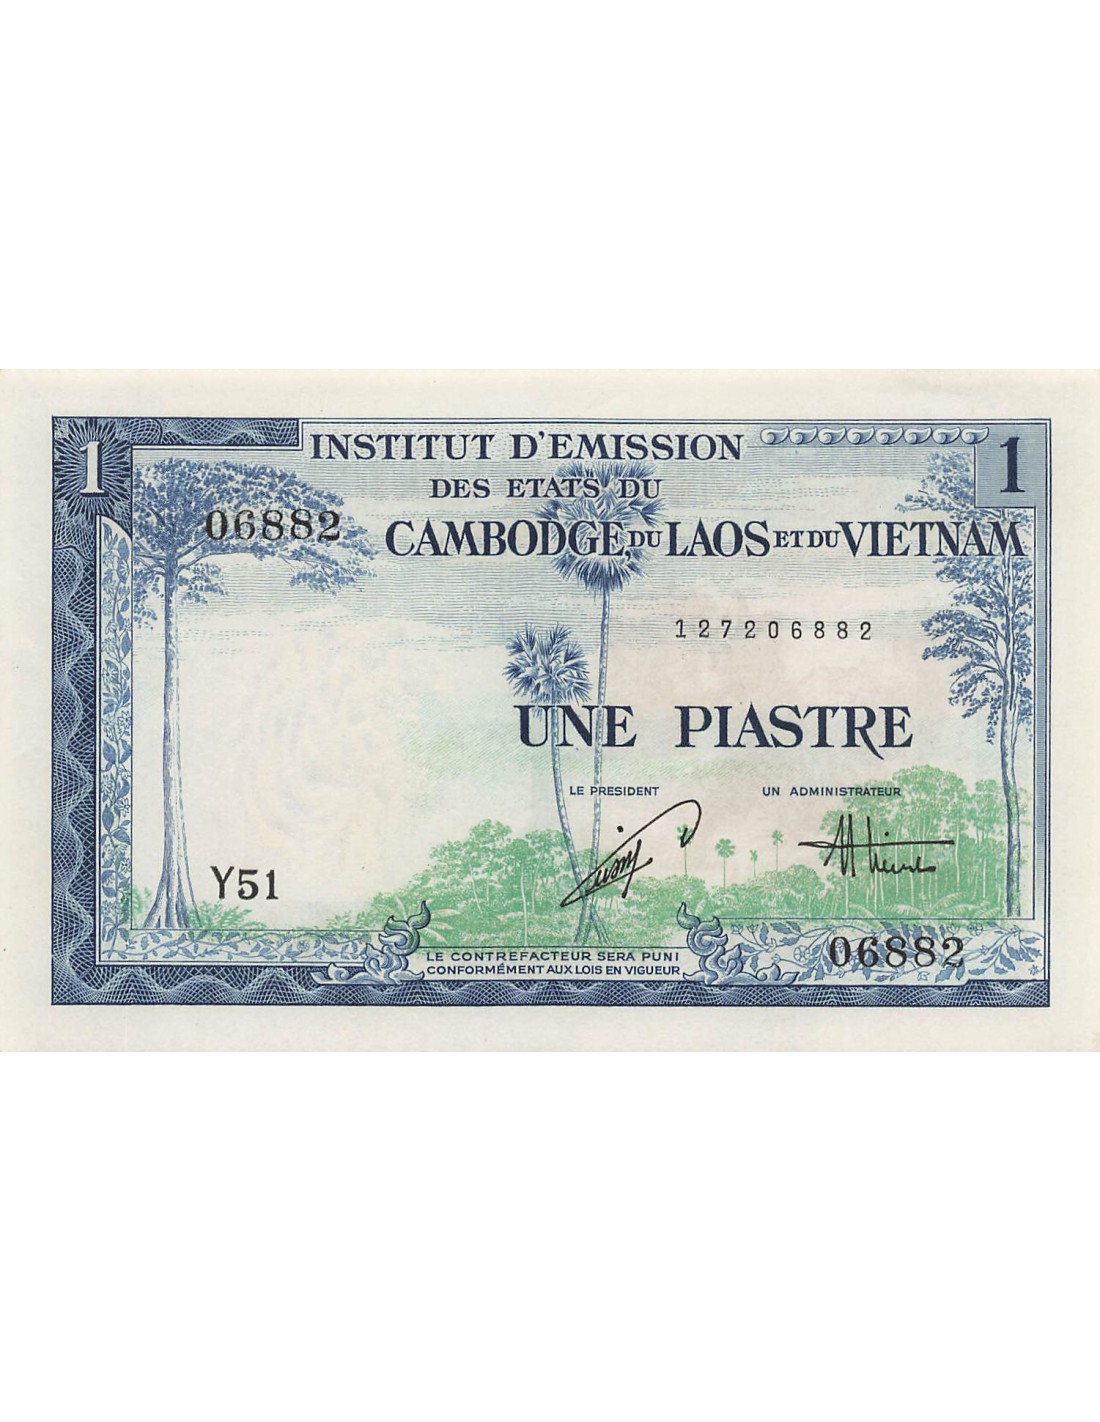 1
INSTITUT D'EMISSION
1
DES ETATS DU
06882
CAMBODGE, DU LAOS ET DU VIETNAM
127206882
UNE PIASTRE
LE PRESIDENT
UN ADMINISTRATEUR
Y51
06882
LE CONTREFACTEUR SERA PUNI
CONFORMÉMENT AUX LOIS EN VIGUEUR